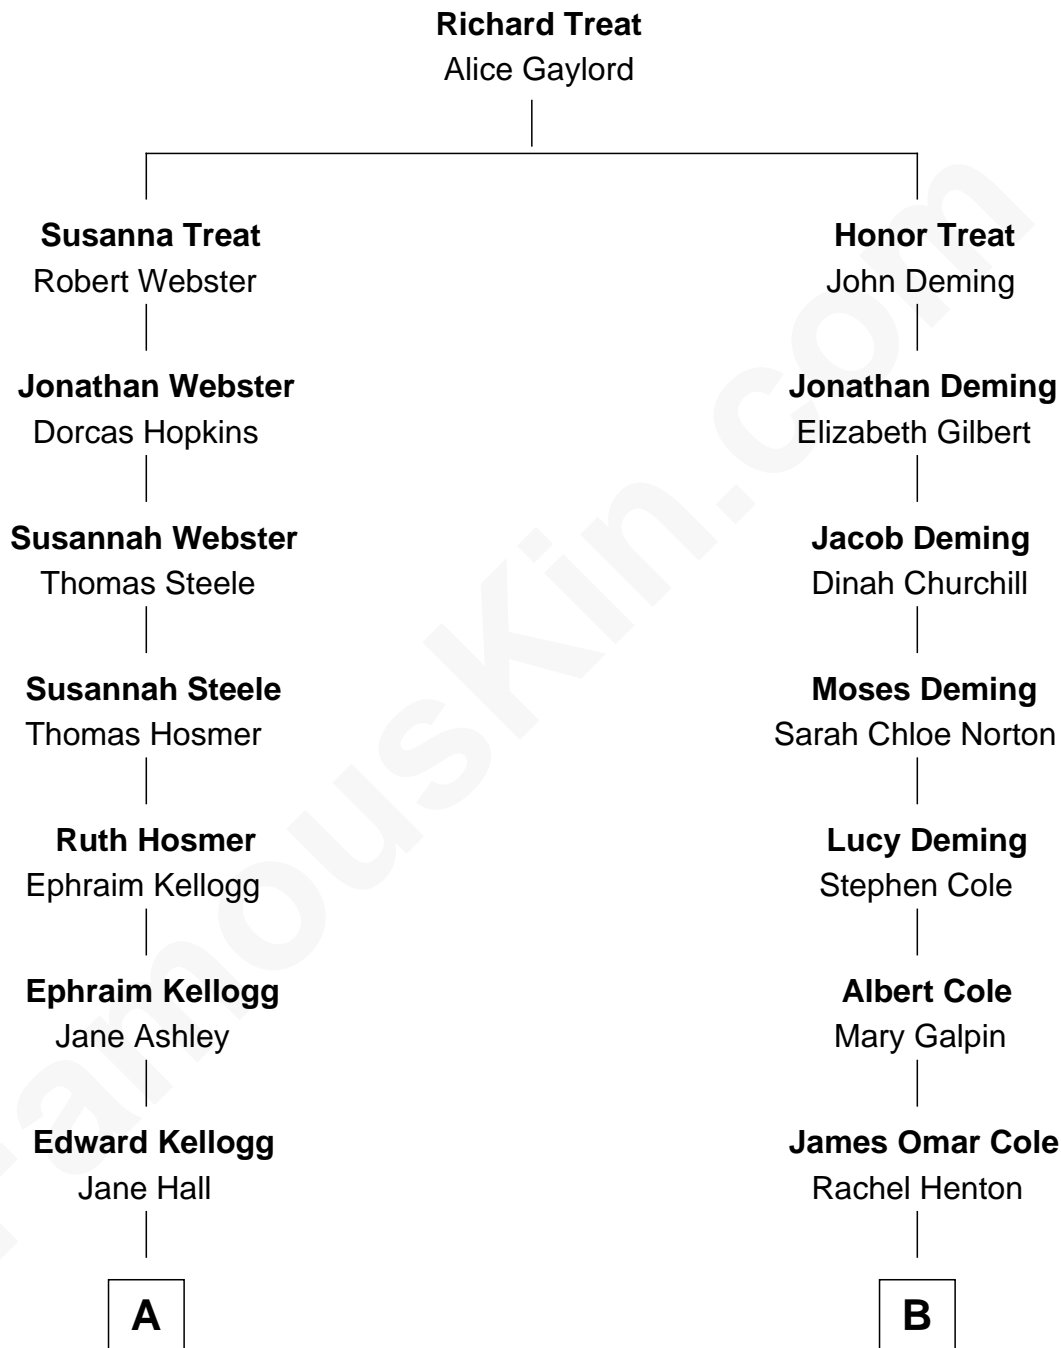 Richard Treat
Alice Gaylord
Susanna Treat
Robert Webster
Honor Treat
John Deming
Jonathan Webster
Dorcas Hopkins
Jonathan Deming
Elizabeth Gilbert
Susannah Webster
Thomas Steele
Jacob Deming
Dinah Churchill
Susannah Steele
Thomas Hosmer
Moses Deming
Sarah Chloe Norton
Ruth Hosmer
Ephraim Kellogg
Lucy Deming
Stephen Cole
Ephraim Kellogg
Jane Ashley
Albert Cole
Mary Galpin
Edward Kellogg
Jane Hall
James Omar Cole
Rachel Henton
A
B
FamousKin.com